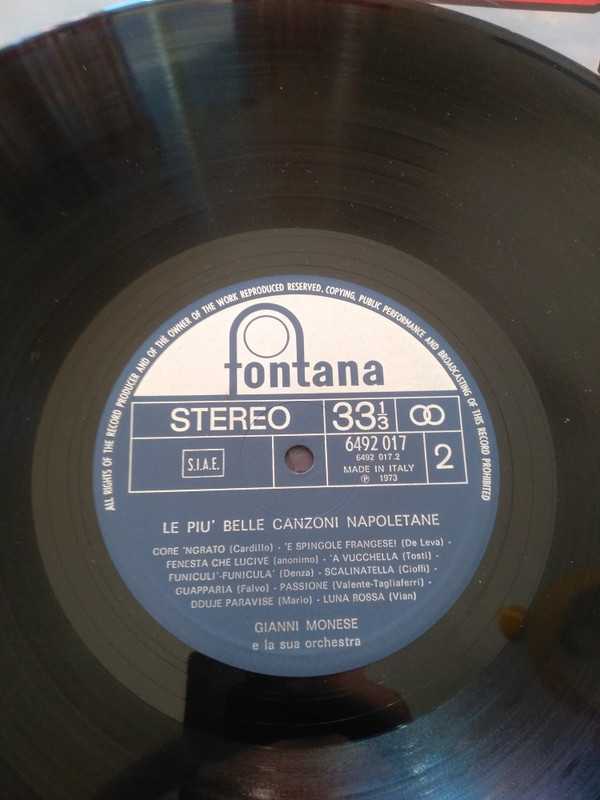 ALL RIGHTS OF THE RECORD PRODUCER AND OF THE OWNER OF THE WORK REPRODUCED RESERVED. COPYING, PUBLIC PERFORMANCE AND BROADCASTING OF THIS RECORD PROHIBITED
fontana
STEREO 33 1/3
S.I.A.E.
6492 017
6492 017.2
MADE IN ITALY
℗ 1973
2
LE PIU' BELLE CANZONI NAPOLETANE
CORE 'NGRATO (Cardillo) - 'E SPINGOLE FRANGESE! (De Leva) -
FENESTA CHE LUCIVE (anonimo) - 'A VUCCHELLA (Tosti) -
FUNICULI'-FUNICULA' (Denza) - SCALINATELLA (Cioffi) -
GUAPPARIA (Falvo) - PASSIONE (Valente-Tagliaferri) -
DDUJE PARAVISE (Mario) - LUNA ROSSA (Vian)
GIANNI MONESE
e la sua orchestra